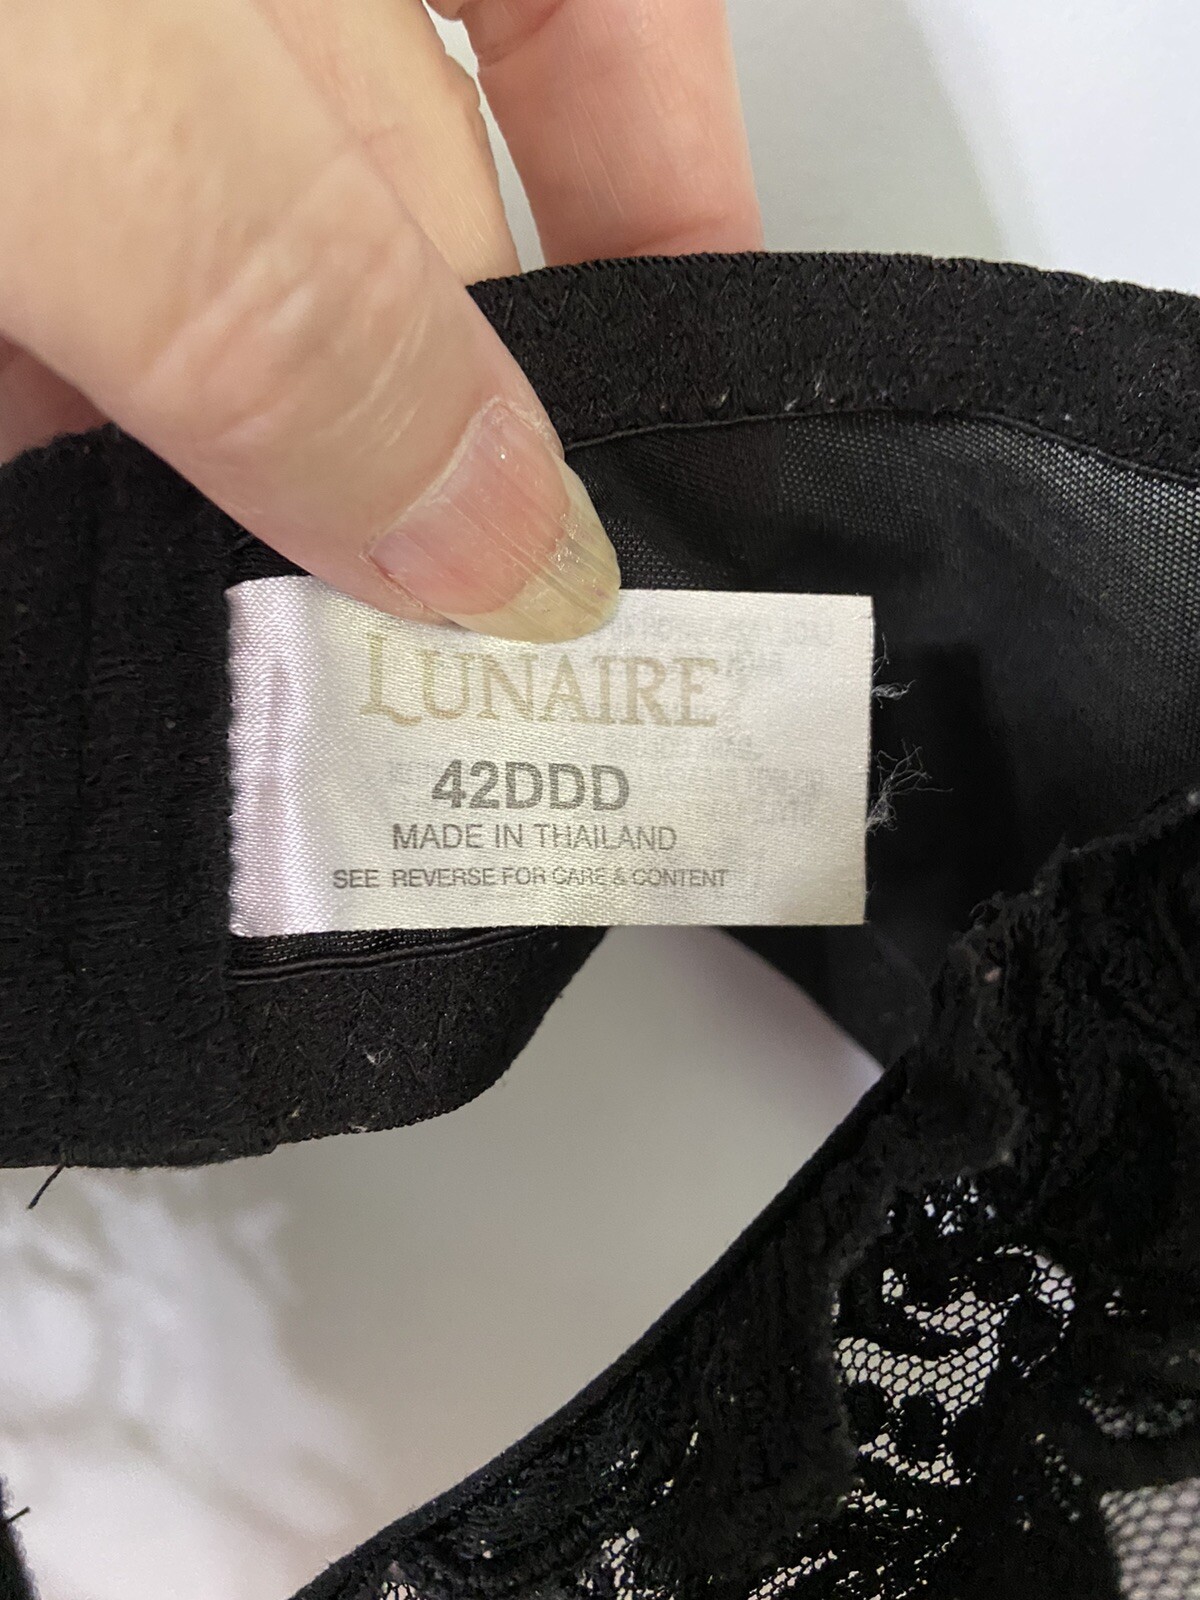 LUNAIRE
42DDD
MADE IN THAILAND
SEE REVERSE FOR CARE & CONTENT